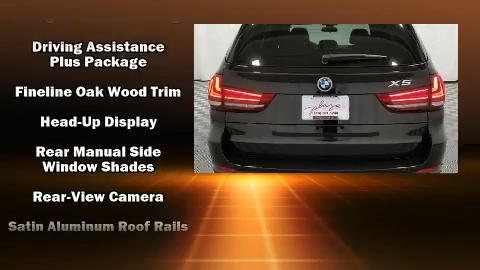 Driving Assistance
Plus Package
Fineline Oak Wood Trim
Head-Up Display
Rear Manual Side
Window Shades
Rear-View Camera
Satin Aluminum Roof Rails
X5
plaza